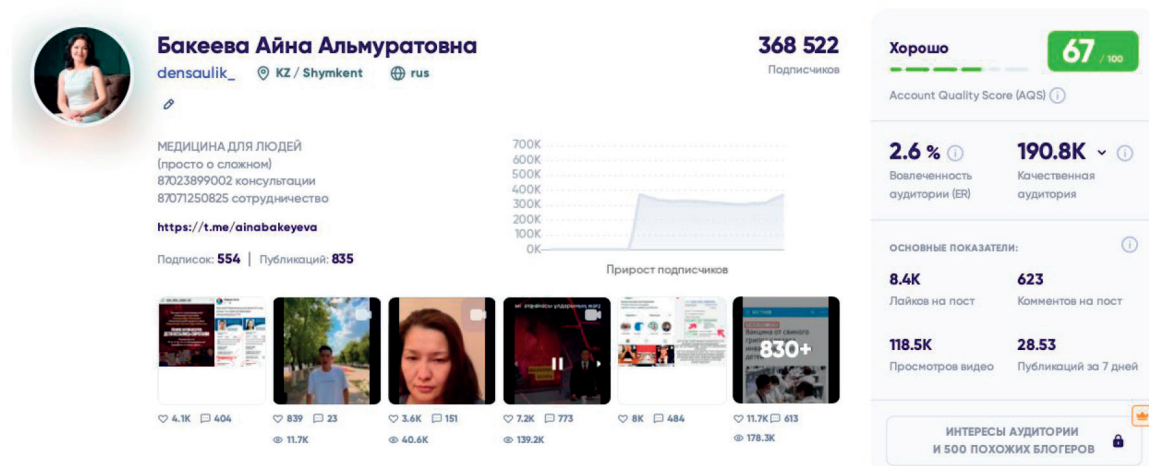 Бакеева Айна Альмуратовна
densaulik_
KZ / Shymkent
rus
368 522
Подписчиков
МЕДИЦИНА ДЛЯ ЛЮДЕЙ
(просто о сложном)
87023899002 консультации
87071250825 сотрудничество
https://t.me/ainabakeyeva
Подписок: 554 | Публикаций: 835
700K
600K
500K
400K
300K
200K
100K
0K
Прирост подписчиков
830+
4.1K 404
839 23
11.7K
3.6K 151
40.6K
7.2K 773
139.2K
8K 484
11.7K 613
178.3K
Хорошо
67 / 100
Account Quality Score (AQS)
2.6 %
Вовлеченность
аудитории (ER)
190.8K
Качественная
аудитория
ОСНОВНЫЕ ПОКАЗАТЕЛИ:
8.4K
Лайков на пост
623
Комментов на пост
118.5K
Просмотров видео
28.53
Публикаций за 7 дней
ИНТЕРЕСЫ АУДИТОРИИ
И 500 ПОХОЖИХ БЛОГЕРОВ